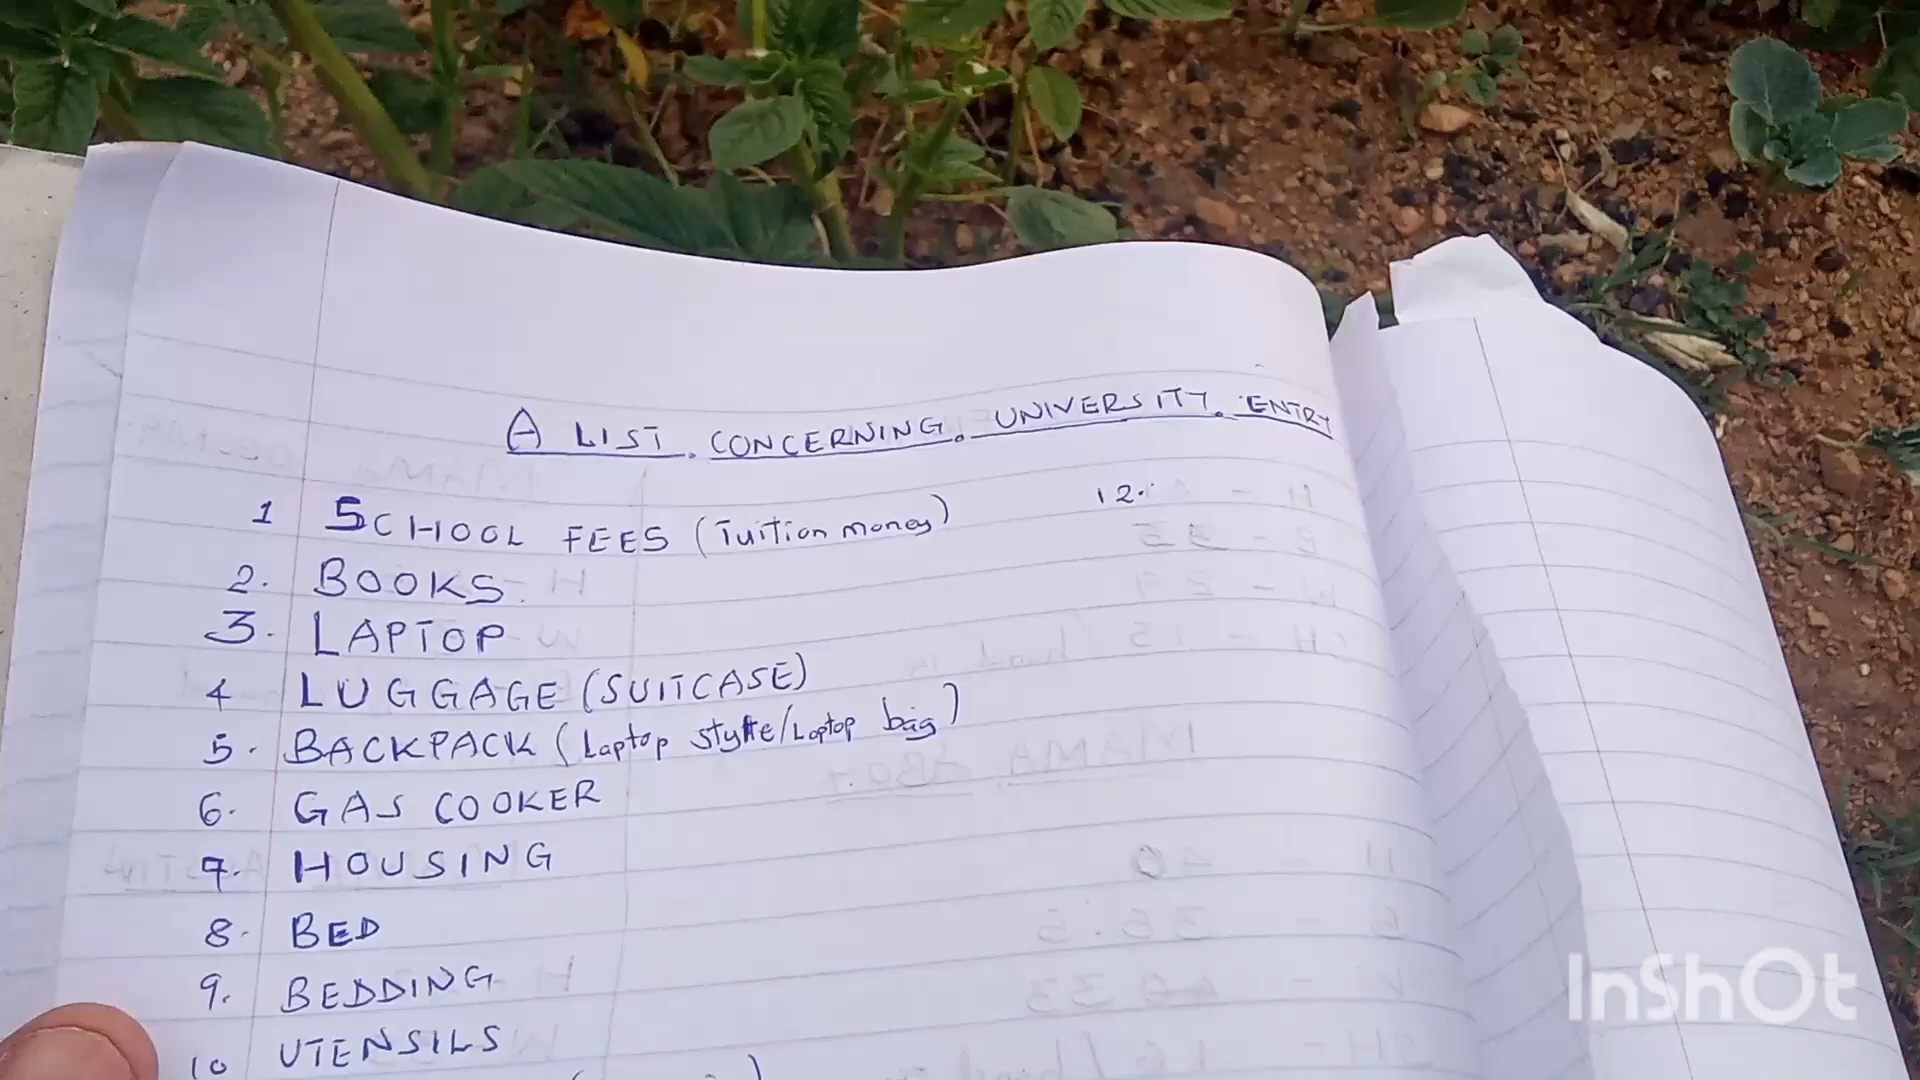 A LIST. CONCERNING. UNIVERSITY. ENTRY
1 SCHOOL FEES (Tuition money)
2. BOOKS.
3. LAPTOP
4 LUGGAGE (SUITCASE)
5. BACKPACK (Laptop style/Laptop bag)
6. GAS COOKER
7. HOUSING
8. BED
9. BEDDING
10 UTENSILS
12.
InShOt